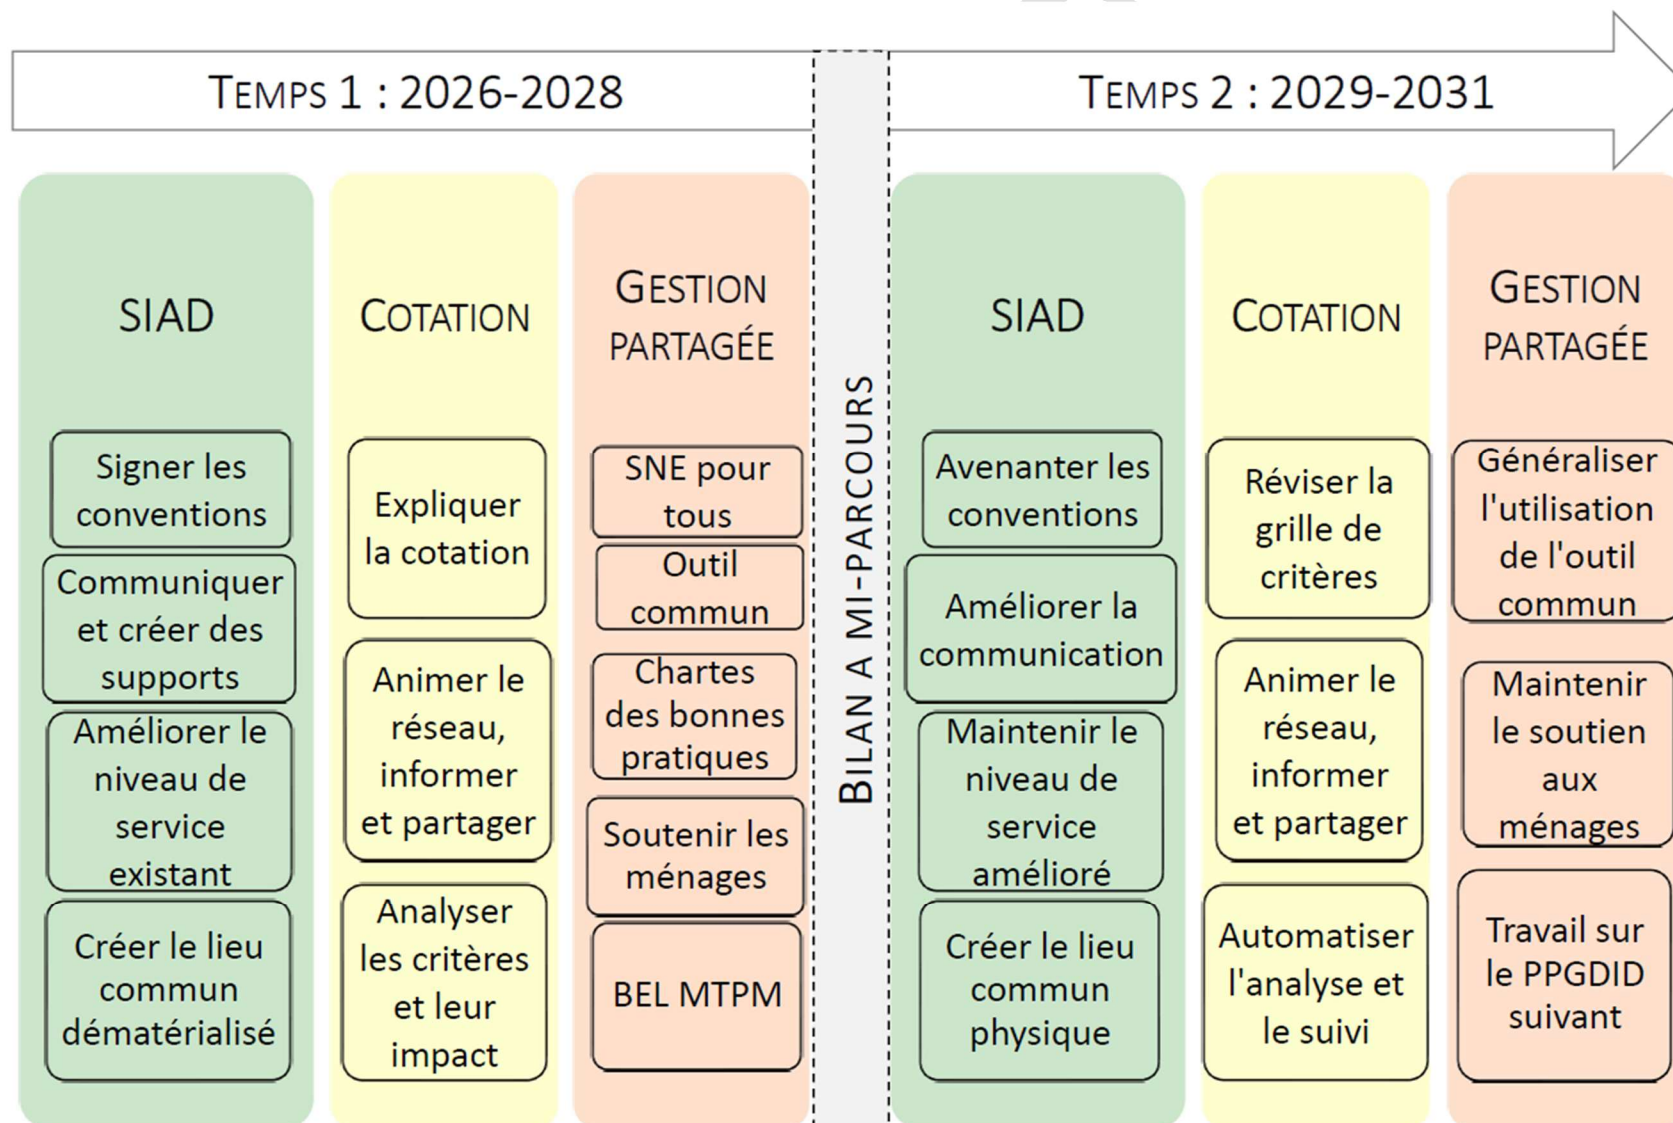 TEMPS 1 : 2026-2028
SIAD
Signer les
conventions
Communiquer
et créer des
supports
Améliorer le
niveau de
service
existant
Créer le lieu
commun
dématérialisé
COTATION
Expliquer
la cotation
Animer le
réseau,
informer
et partager
Analyser
les critères
et leur
impact
GESTION
PARTAGÉE
SNE pour
tous
Outil
commun
Chartes
des bonnes
pratiques
Soutenir les
ménages
BEL MTPM
BILAN A MI-PARCOURS
TEMPS 2 : 2029-2031
SIAD
Avenanter les
conventions
Améliorer la
communication
Maintenir le
niveau de
service
amélioré
Créer le lieu
commun
physique
COTATION
Réviser la
grille de
critères
Animer le
réseau,
informer
et partager
Automatiser
l'analyse et
le suivi
GESTION
PARTAGÉE
Généraliser
l'utilisation
de l'outil
commun
Maintenir
le soutien
aux
ménages
Travail sur
le PPGDID
suivant